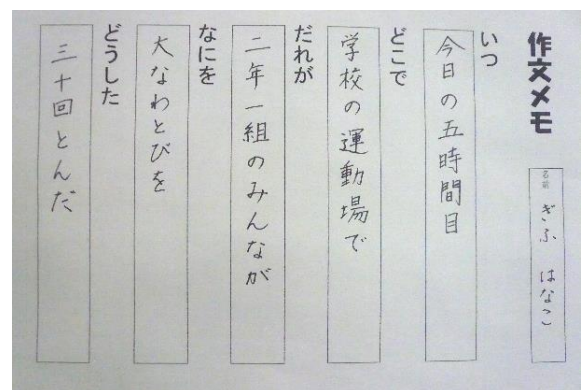 作文メモ
名前 ぎふ はなこ
いつ
今日の五時間目
どこで
学校の運動場で
だれが
二年一組のみんなが
なにを
大なわとびを
どうした
三十回とんだ